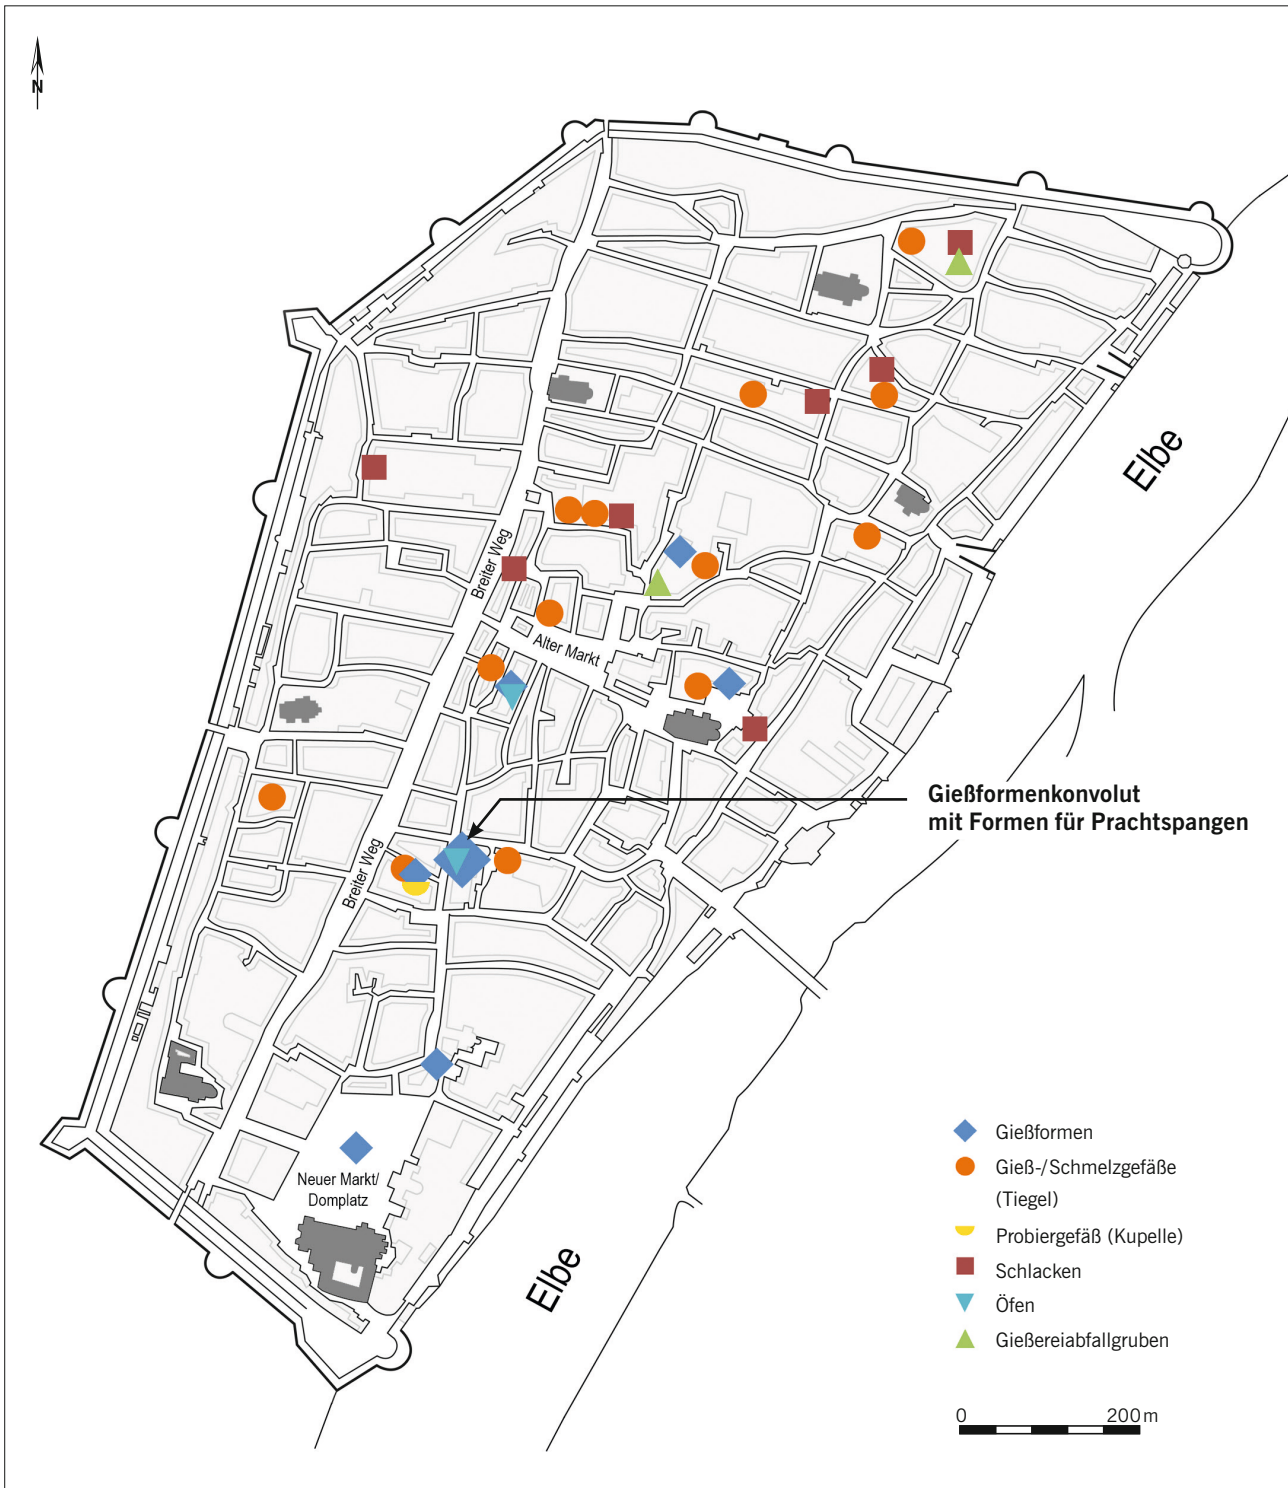 N
Elbe
Breiter Weg
Alter Markt
Gießformenkonvolut
mit Formen für Prachtspangen
Breiter Weg
Neuer Markt/
Domplatz
Elbe
Gießformen
Gieß-/Schmelzgefäße
(Tiegel)
Probiergefäß (Kupelle)
Schlacken
Öfen
Gießereiabfallgruben
0 200 m